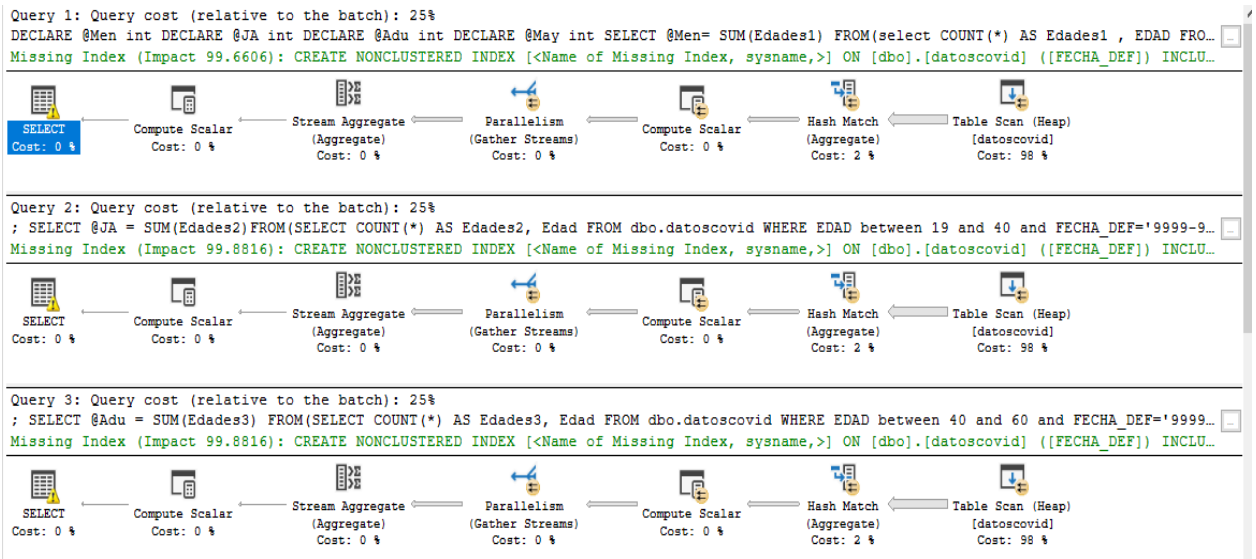 Query 1: Query cost (relative to the batch): 25%
DECLARE @Men int DECLARE @JA int DECLARE @Adu int DECLARE @May int SELECT @Men= SUM(Edades1) FROM(select COUNT(*) AS Edades1 , EDAD FRO… ...
Missing Index (Impact 99.6606): CREATE NONCLUSTERED INDEX [<Name of Missing Index, sysname,>] ON [dbo].[datoscovid] ([FECHA_DEF]) INCLU…
SELECT Compute Scalar Stream Aggregate Parallelism Compute Scalar Hash Match Table Scan (Heap)
Cost: 0 % Cost: 0 % (Aggregate) (Gather Streams) Cost: 0 % (Aggregate) [datoscovid]
Cost: 0 % Cost: 0 % Cost: 2 % Cost: 98 %
Query 2: Query cost (relative to the batch): 25%
; SELECT @JA = SUM(Edades2)FROM(SELECT COUNT(*) AS Edades2, Edad FROM dbo.datoscovid WHERE EDAD between 19 and 40 and FECHA_DEF='9999-9… ...
Missing Index (Impact 99.8816): CREATE NONCLUSTERED INDEX [<Name of Missing Index, sysname,>] ON [dbo].[datoscovid] ([FECHA_DEF]) INCLU…
SELECT Compute Scalar Stream Aggregate Parallelism Compute Scalar Hash Match Table Scan (Heap)
Cost: 0 % Cost: 0 % (Aggregate) (Gather Streams) Cost: 0 % (Aggregate) [datoscovid]
Cost: 0 % Cost: 0 % Cost: 2 % Cost: 98 %
Query 3: Query cost (relative to the batch): 25%
; SELECT @Adu = SUM(Edades3) FROM(SELECT COUNT(*) AS Edades3, Edad FROM dbo.datoscovid WHERE EDAD between 40 and 60 and FECHA_DEF='9999… ...
Missing Index (Impact 99.8816): CREATE NONCLUSTERED INDEX [<Name of Missing Index, sysname,>] ON [dbo].[datoscovid] ([FECHA_DEF]) INCLU…
SELECT Compute Scalar Stream Aggregate Parallelism Compute Scalar Hash Match Table Scan (Heap)
Cost: 0 % Cost: 0 % (Aggregate) (Gather Streams) Cost: 0 % (Aggregate) [datoscovid]
Cost: 0 % Cost: 0 % Cost: 2 % Cost: 98 %